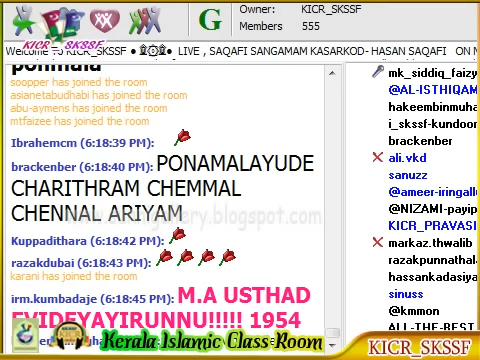 Owner: KICR_SKSSF
G Members 555
KICR_SKSSF
LIVE , SAQAFI SANGAMAM KASARKOD- HASAN SAQAFI ON M
soopper has joined the room
asianetabudhabi has joined the room
abu-aymens has joined the room
mtfaizee has joined the room
Ibrahemcm (6:18:39 PM):
brackenber (6:18:40 PM): PONAMALAYUDE
CHARITHRAM CHEMMAL
CHENNAL ARIYAM
Kuppadithara (6:18:42 PM):
razakdubai (6:18:43 PM):
karani has joined the room
irm.kumbadaje (6:18:45 PM): M.A USTHAD
EVIDEYAYIRUNNU!!!!! 1954
mk_siddiq_faizy
@AL-ISTHIQAM
hakeembinmuha
i_skssf-kundoor
brackenber
ali.vkd
sanuzz
@ameer-iringallu
@NIZAMI-payip
KICR_PRAVASI
markaz.thwalib
razakpunnathala
hassankadasiya
sinuss
@kmmon
ALL-THE-BEST
Kerala Islamic Class Room
KICR_SKSSF